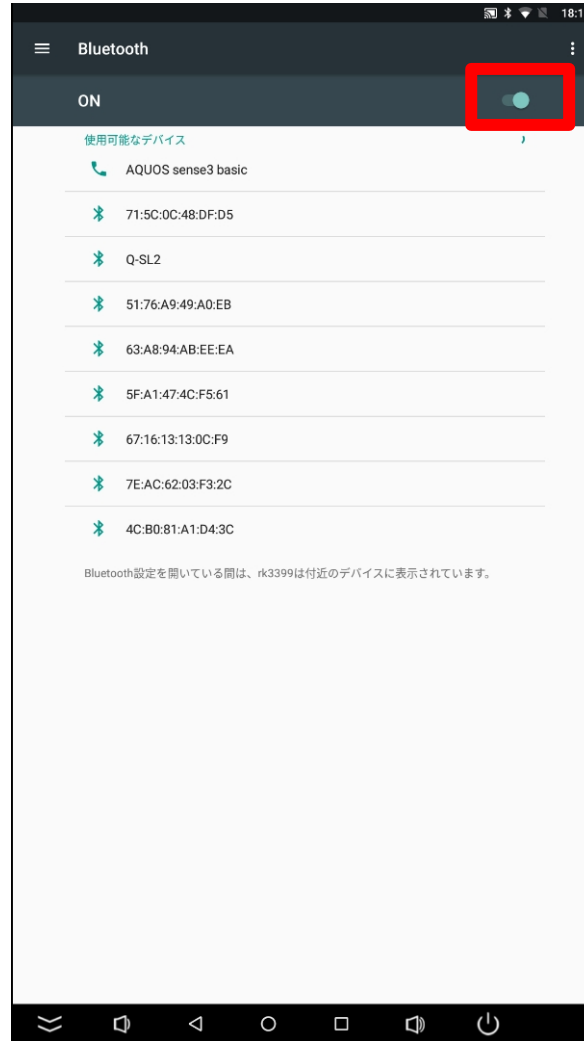 18:1
Bluetooth
ON
使用可能なデバイス
AQUOS sense3 basic
71:5C:0C:48:DF:D5
Q-SL2
51:76:A9:49:A0:EB
63:A8:94:AB:EE:EA
5F:A1:47:4C:F5:61
67:16:13:13:0C:F9
7E:AC:62:03:F3:2C
4C:B0:81:A1:D4:3C
Bluetooth設定を開いている間は、rk3399は付近のデバイスに表示されています。